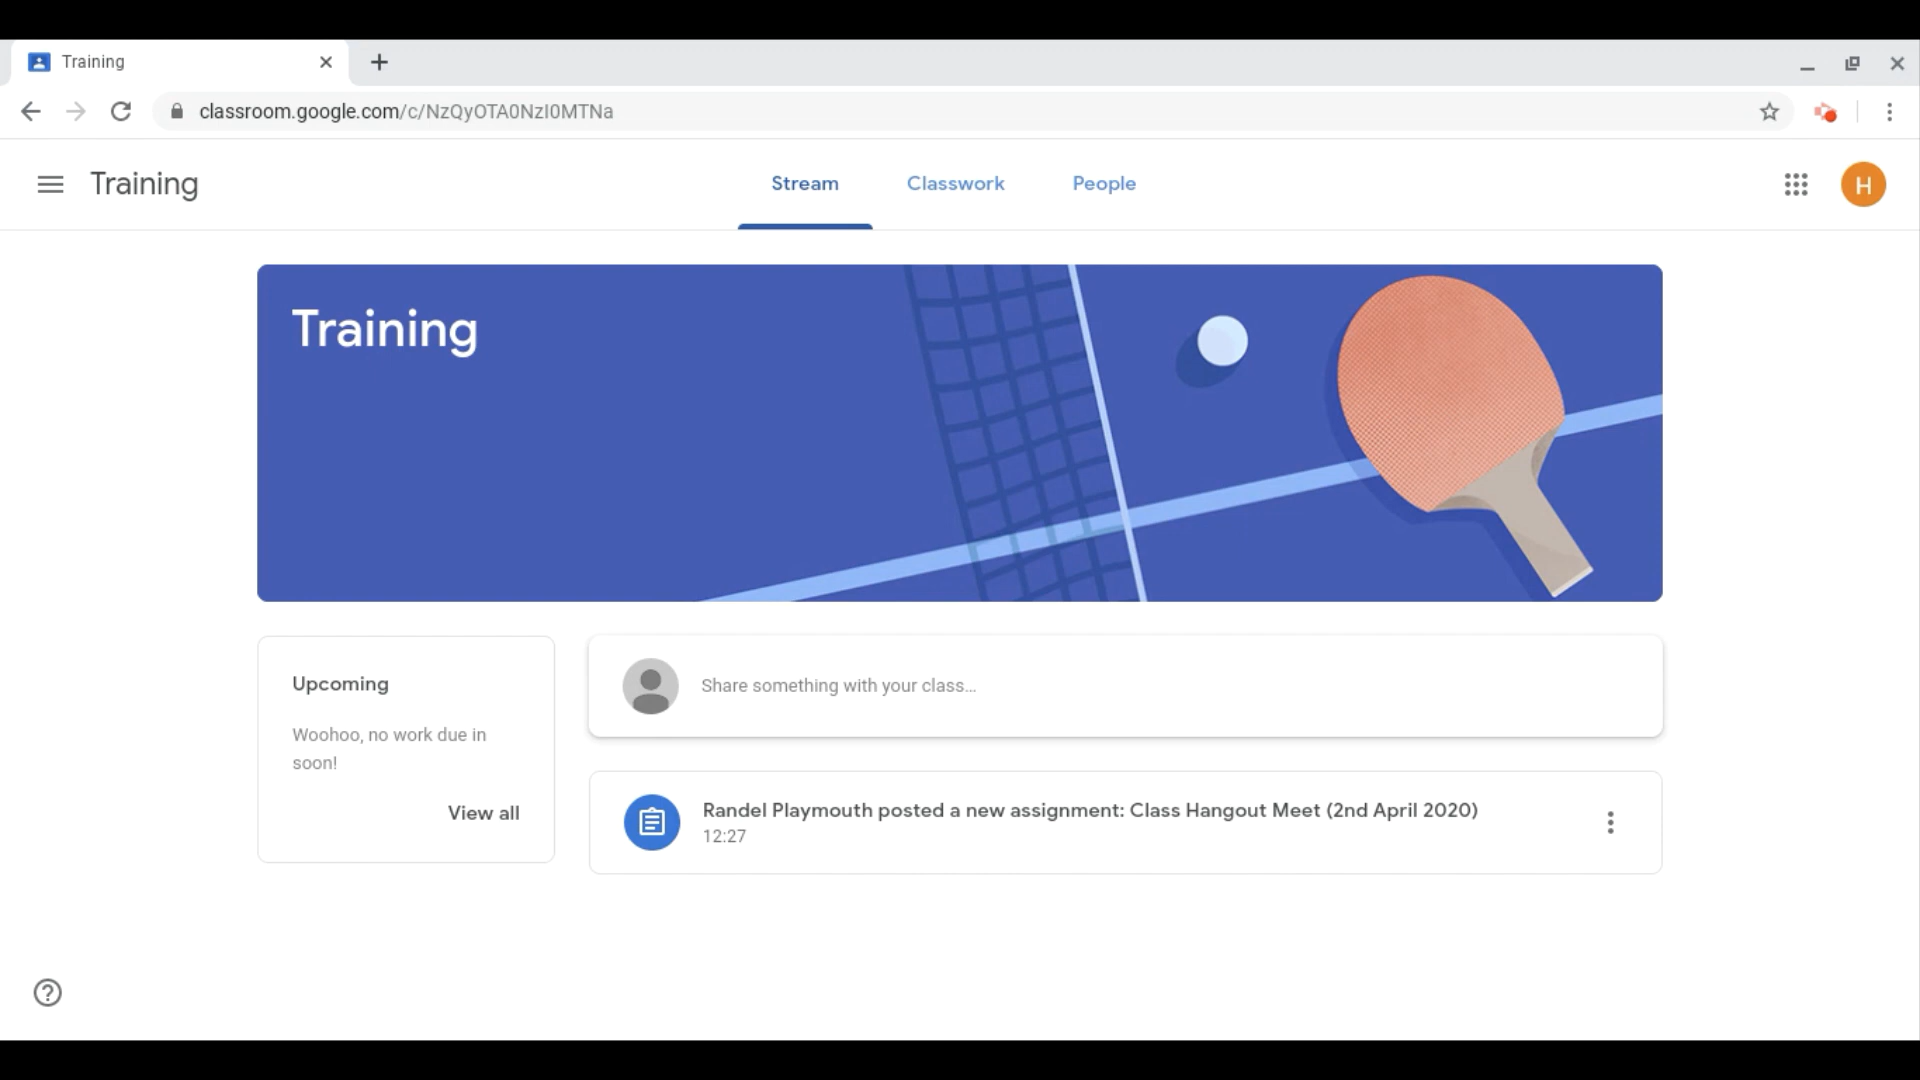 Training
classroom.google.com/c/NzQyOTA0NzI0MTNa
Training
Stream
Classwork
People
H
Training
Upcoming
Woohoo, no work due in
soon!
View all
Share something with your class...
Randel Playmouth posted a new assignment: Class Hangout Meet (2nd April 2020)
12:27